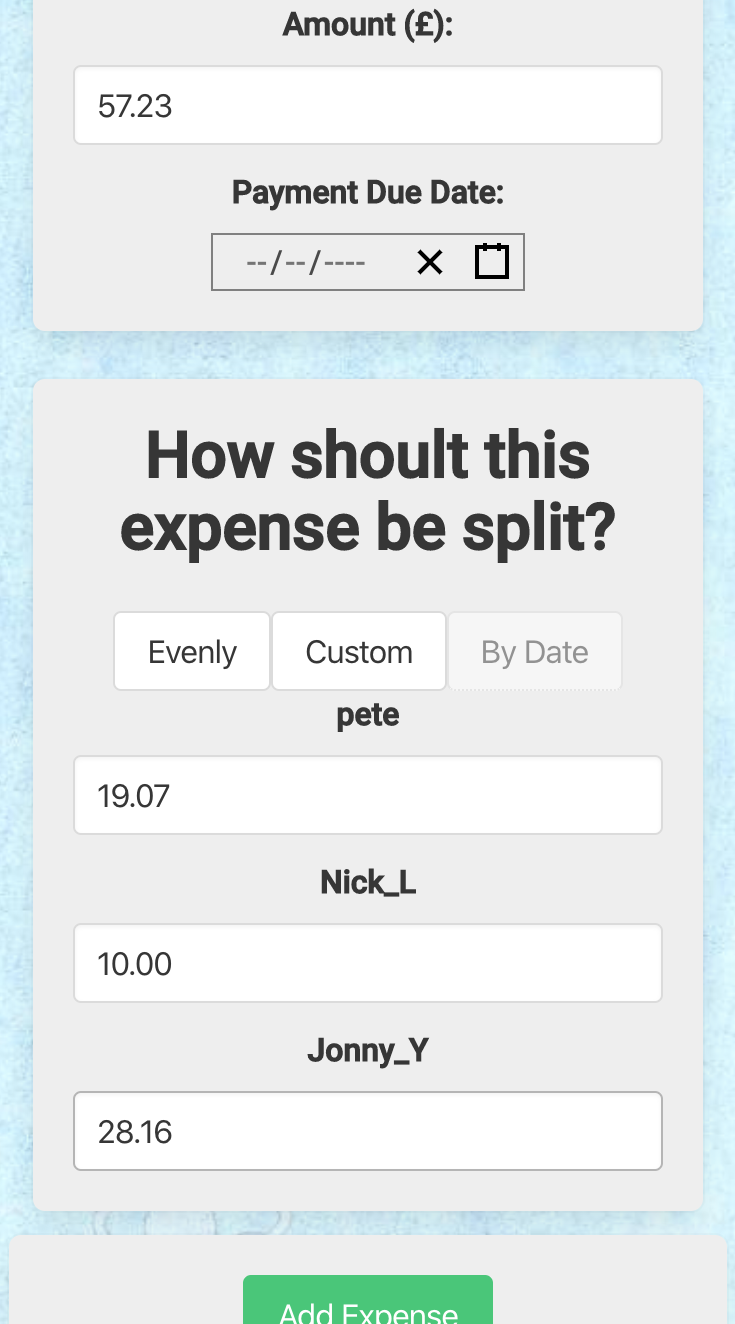 Amount (£):
57.23
Payment Due Date:
--/--/----
How shoult this
expense be split?
Evenly Custom By Date
pete
19.07
Nick_L
10.00
Jonny_Y
28.16
Add Expense